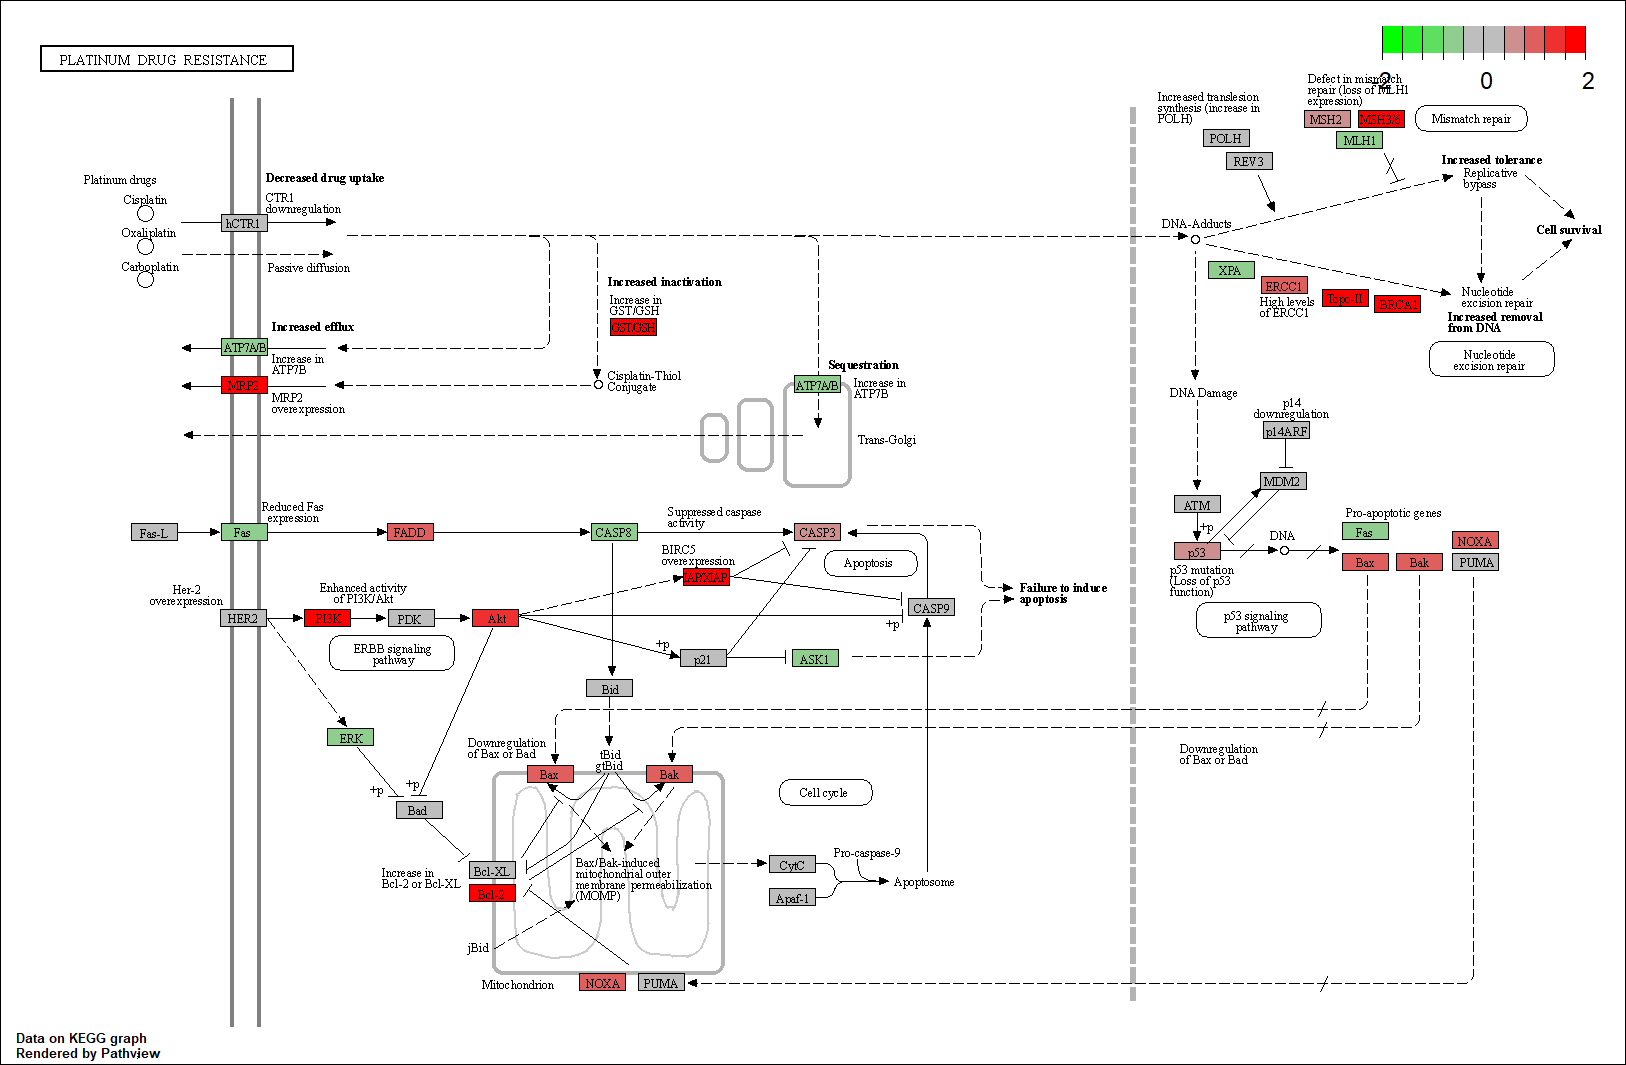 PLATINUM DRUG RESISTANCE
-2 0 2
Defect in mismatch
repair (loss of MLH1
expression)
MSH2
MSH3/6
MLH1
Mismatch repair
Increased translesion
synthesis (increase in
POLH)
POLH
REV3
Increased tolerance
Replicative
bypass
Cell survival
DNA-Adducts
XPA
ERCC1
High levels
of ERCC1
Topo-II
BRCA1
Nucleotide
excision repair
Increased removal
from DNA
Nucleotide
excision repair
Platinum drugs
Cisplatin
Oxaliplatin
Carboplatin
Decreased drug uptake
CTR1
downregulation
hCTR1
Passive diffusion
Increased inactivation
Increase in
GST/GSH
GST/GSH
Increased efflux
ATP7A/B
Increase in
ATP7B
MRP2
MRP2
overexpression
Cisplatin-Thiol
Conjugate
Sequestration
ATP7A/B
Increase in
ATP7B
Trans-Golgi
DNA Damage
p14
downregulation
p14ARF
MDM2
ATM
+p
p53
p53 mutation
(Loss of p53
function)
DNA
Pro-apoptotic genes
Fas
Bax
Bak
NOXA
PUMA
p53 signaling
pathway
Reduced Fas
expression
Fas-L
Fas
FADD
CASP8
Suppressed caspase
activity
CASP3
BIRC5
overexpression
IAP/XIAP
Apoptosis
Failure to induce
apoptosis
Her-2
overexpression
HER2
Enhanced activity
of PI3K/Akt
PI3K
PDK
Akt
CASP9
+p
ERBB signaling
pathway
+p
p21
ASK1
Bid
ERK
Downregulation
of Bax or Bad
tBid
gtBid
Bax
Bak
Downregulation
of Bax or Bad
+p
+p
Bad
Cell cycle
Increase in
Bcl-2 or Bcl-XL
Bcl-XL
Bcl-2
Bax/Bak-induced
mitochondrial outer
membrane permeabilization
(MOMP)
CytC
Pro-caspase-9
Apoptosome
Apaf-1
jBid
Mitochondrion
NOXA
PUMA
Data on KEGG graph
Rendered by Pathview